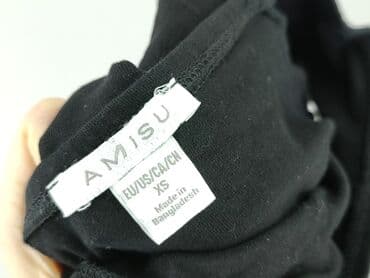 AMISU
EU/US/CA/CN
XS
Made in
Bangladesh